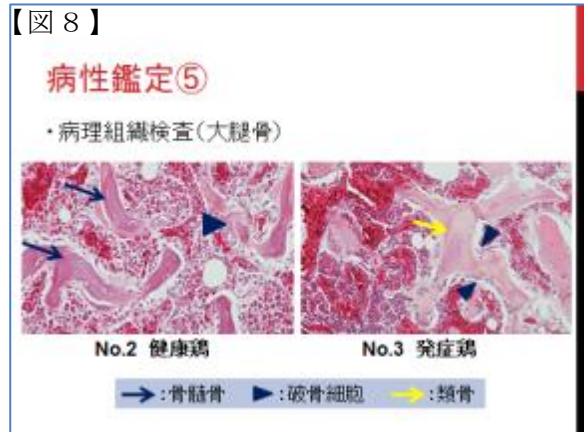 【図８】
病性鑑定⑤
・病理組織検査(大腿骨)
No.2 健康鶏
No.3 発症鶏
→:骨髄骨 ▶:破骨細胞 →:類骨